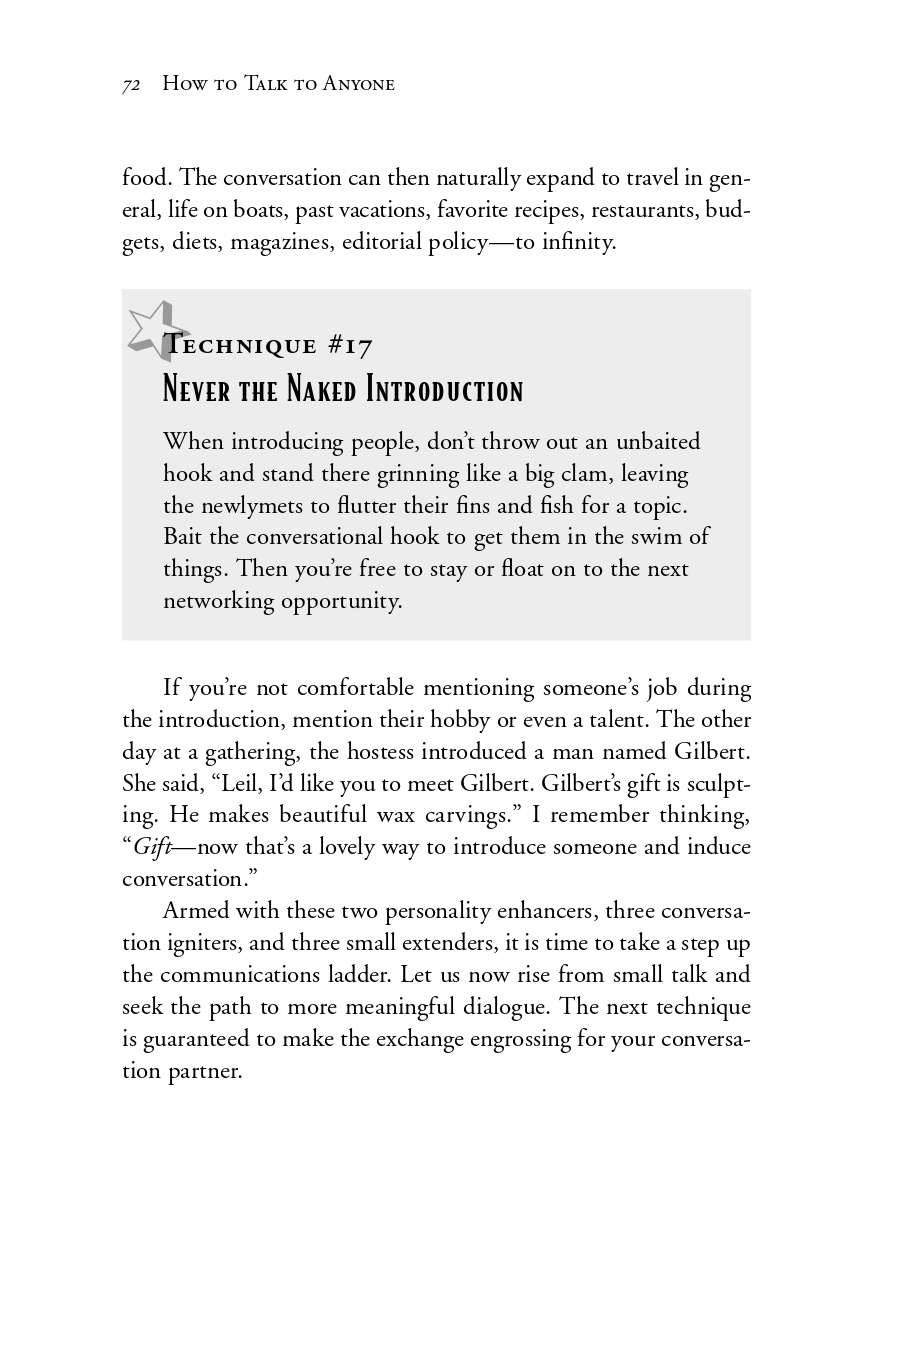 72 How to Talk to Anyone
food. The conversation can then naturally expand to travel in gen-
eral, life on boats, past vacations, favorite recipes, restaurants, bud-
gets, diets, magazines, editorial policy—to infinity.
Technique #17
Never the Naked Introduction
When introducing people, don’t throw out an unbaited
hook and stand there grinning like a big clam, leaving
the newlymets to flutter their fins and fish for a topic.
Bait the conversational hook to get them in the swim of
things. Then you’re free to stay or float on to the next
networking opportunity.
If you’re not comfortable mentioning someone’s job during
the introduction, mention their hobby or even a talent. The other
day at a gathering, the hostess introduced a man named Gilbert.
She said, “Leil, I’d like you to meet Gilbert. Gilbert’s gift is sculpt-
ing. He makes beautiful wax carvings.” I remember thinking,
“Gift—now that’s a lovely way to introduce someone and induce
conversation.”
Armed with these two personality enhancers, three conversa-
tion igniters, and three small extenders, it is time to take a step up
the communications ladder. Let us now rise from small talk and
seek the path to more meaningful dialogue. The next technique
is guaranteed to make the exchange engrossing for your conversa-
tion partner.